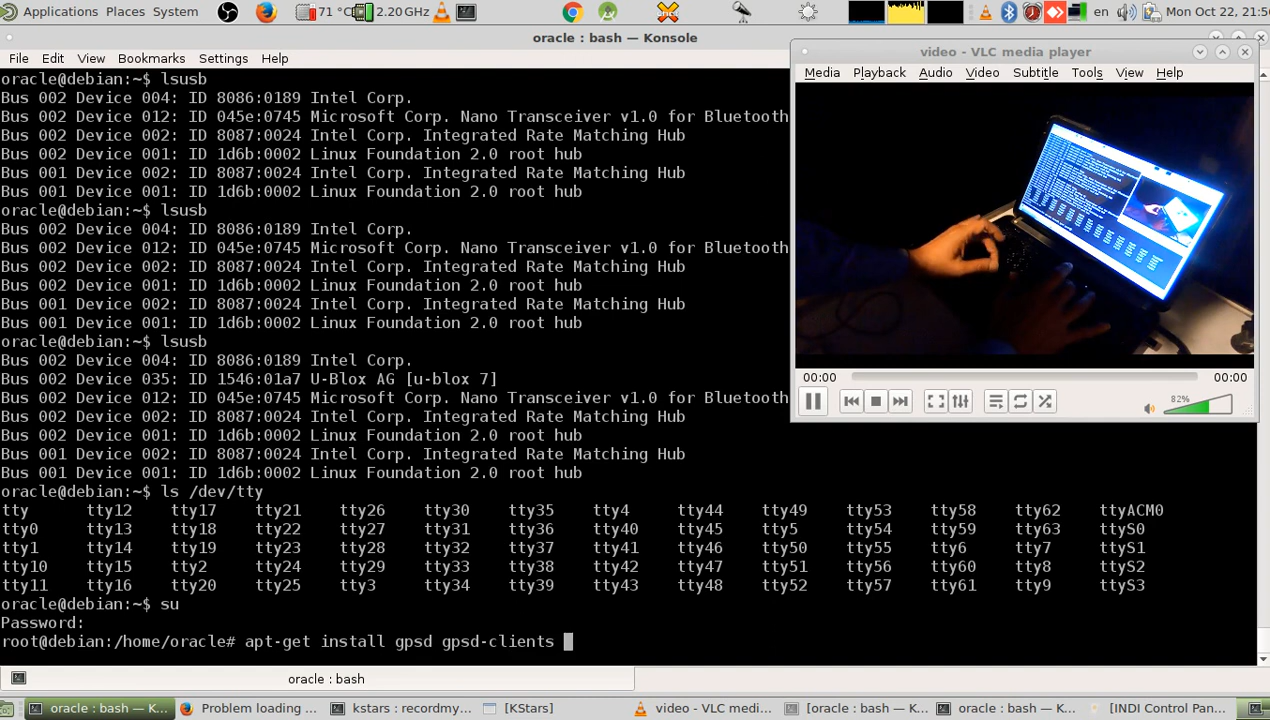 Applications Places System 71 °C 2.20GHz en Mon Oct 22, 21:5
oracle : bash — Konsole
File Edit View Bookmarks Settings Help
oracle@debian:~$ lsusb
Bus 002 Device 004: ID 8086:0189 Intel Corp.
Bus 002 Device 012: ID 045e:0745 Microsoft Corp. Nano Transceiver v1.0 for Bluetooth
Bus 002 Device 002: ID 8087:0024 Intel Corp. Integrated Rate Matching Hub
Bus 002 Device 001: ID 1d6b:0002 Linux Foundation 2.0 root hub
Bus 001 Device 002: ID 8087:0024 Intel Corp. Integrated Rate Matching Hub
Bus 001 Device 001: ID 1d6b:0002 Linux Foundation 2.0 root hub
oracle@debian:~$ lsusb
Bus 002 Device 004: ID 8086:0189 Intel Corp.
Bus 002 Device 012: ID 045e:0745 Microsoft Corp. Nano Transceiver v1.0 for Bluetooth
Bus 002 Device 002: ID 8087:0024 Intel Corp. Integrated Rate Matching Hub
Bus 002 Device 001: ID 1d6b:0002 Linux Foundation 2.0 root hub
Bus 001 Device 002: ID 8087:0024 Intel Corp. Integrated Rate Matching Hub
Bus 001 Device 001: ID 1d6b:0002 Linux Foundation 2.0 root hub
oracle@debian:~$ lsusb
Bus 002 Device 004: ID 8086:0189 Intel Corp.
Bus 002 Device 035: ID 1546:01a7 U-Blox AG [u-blox 7]
Bus 002 Device 012: ID 045e:0745 Microsoft Corp. Nano Transceiver v1.0 for Bluetooth
Bus 002 Device 002: ID 8087:0024 Intel Corp. Integrated Rate Matching Hub
Bus 002 Device 001: ID 1d6b:0002 Linux Foundation 2.0 root hub
Bus 001 Device 002: ID 8087:0024 Intel Corp. Integrated Rate Matching Hub
Bus 001 Device 001: ID 1d6b:0002 Linux Foundation 2.0 root hub
oracle@debian:~$ ls /dev/tty
tty tty12 tty17 tty21 tty26 tty30 tty35 tty4 tty44 tty49 tty53 tty58 tty62 ttyACM0
tty0 tty13 tty18 tty22 tty27 tty31 tty36 tty40 tty45 tty5 tty54 tty59 tty63 ttyS0
tty1 tty14 tty19 tty23 tty28 tty32 tty37 tty41 tty46 tty50 tty55 tty6 tty7 ttyS1
tty10 tty15 tty2 tty24 tty29 tty33 tty38 tty42 tty47 tty51 tty56 tty60 tty8 ttyS2
tty11 tty16 tty20 tty25 tty3 tty34 tty39 tty43 tty48 tty52 tty57 tty61 tty9 ttyS3
oracle@debian:~$ su
Password:
root@debian:/home/oracle# apt-get install gpsd gpsd-clients
video - VLC media player
Media Playback Audio Video Subtitle Tools View Help
00:00 00:00
82%
oracle : bash
oracle : bash — K... Problem loading ... kstars : recordmy... [KStars] video - VLC medi... [oracle : bash — K... oracle : bash — K... [INDI Control Pan...